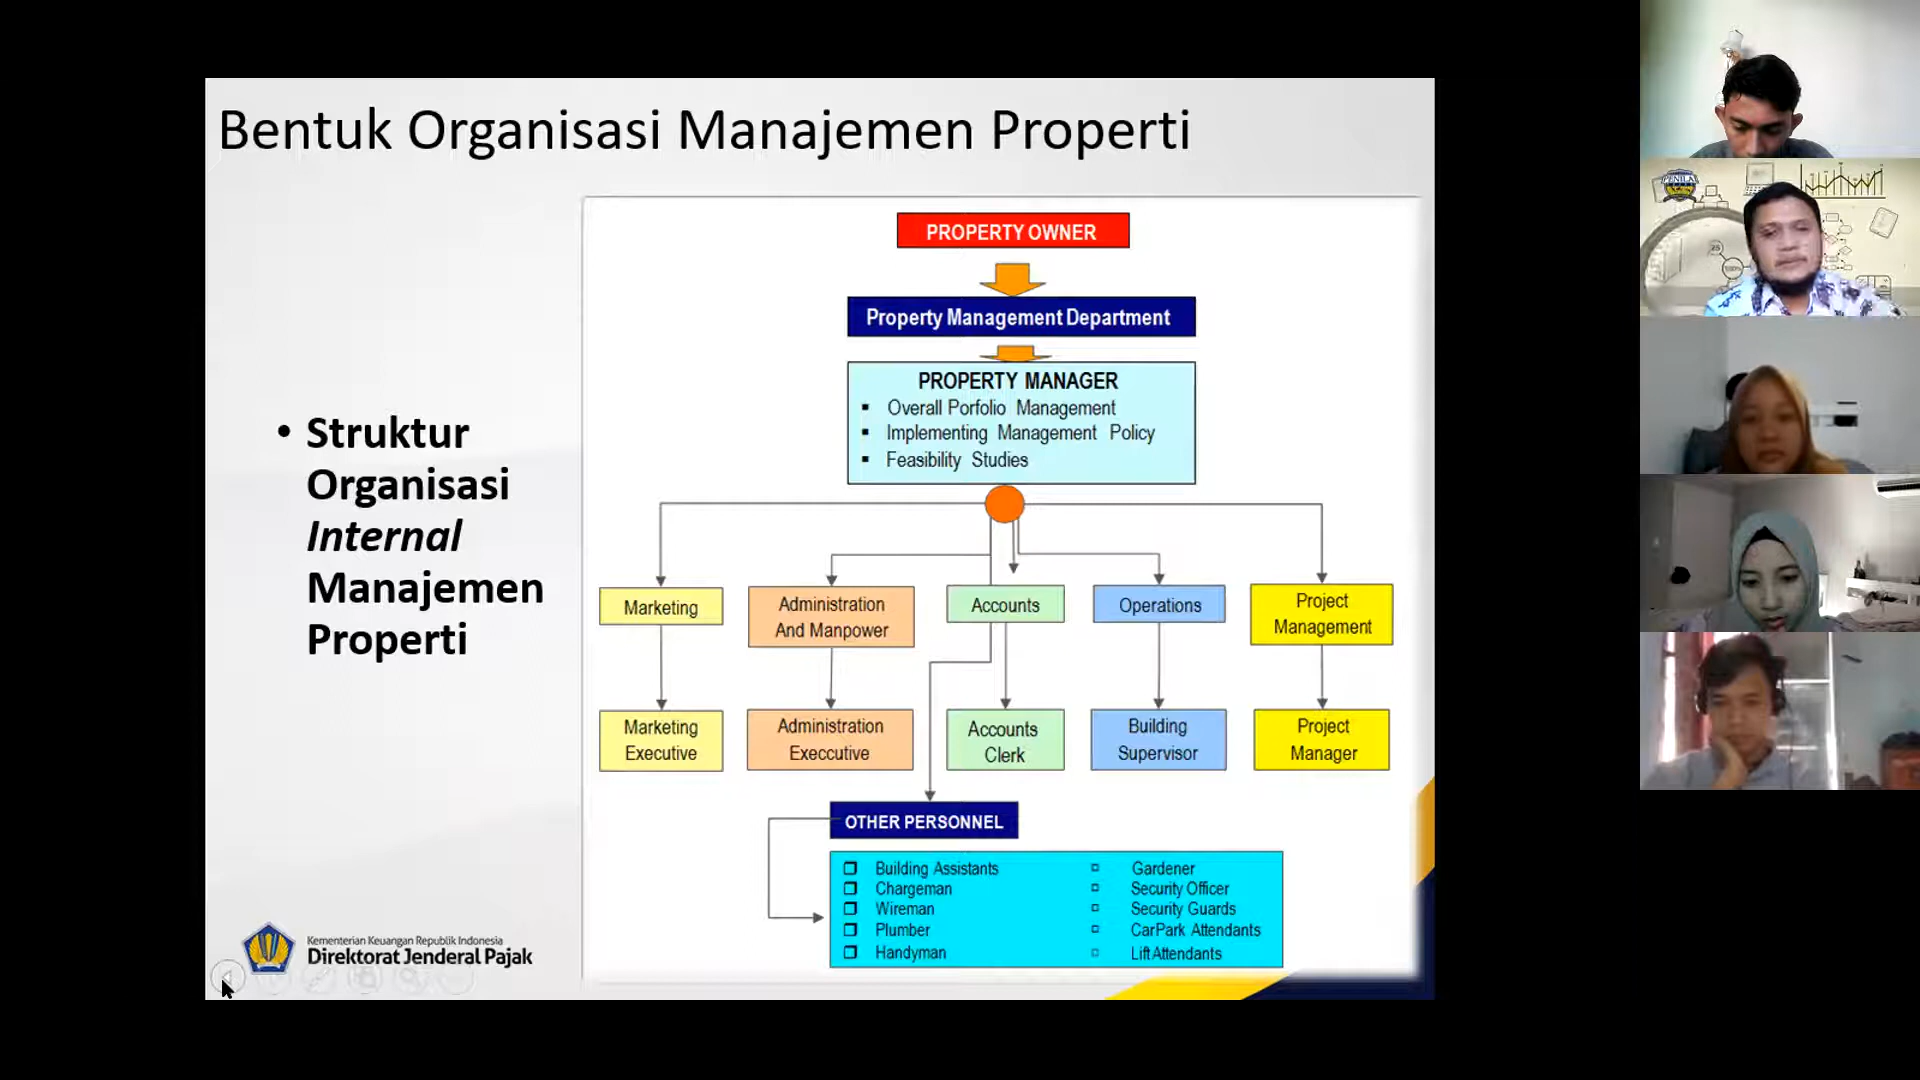 Bentuk Organisasi Manajemen Properti
• Struktur
Organisasi
Internal
Manajemen
Properti
PROPERTY OWNER
Property Management Department
PROPERTY MANAGER
▪ Overall Porfolio Management
▪ Implementing Management Policy
▪ Feasibility Studies
Marketing
Administration
And Manpower
Accounts
Operations
Project
Management
Marketing
Executive
Administration
Execcutive
Accounts
Clerk
Building
Supervisor
Project
Manager
OTHER PERSONNEL
❒ Building Assistants
❒ Chargeman
❒ Wireman
❒ Plumber
❒ Handyman
▫ Gardener
▫ Security Officer
▫ Security Guards
▫ CarPark Attendants
▫ Lift Attendants
Kementerian Keuangan Republik Indonesia
Direktorat Jenderal Pajak